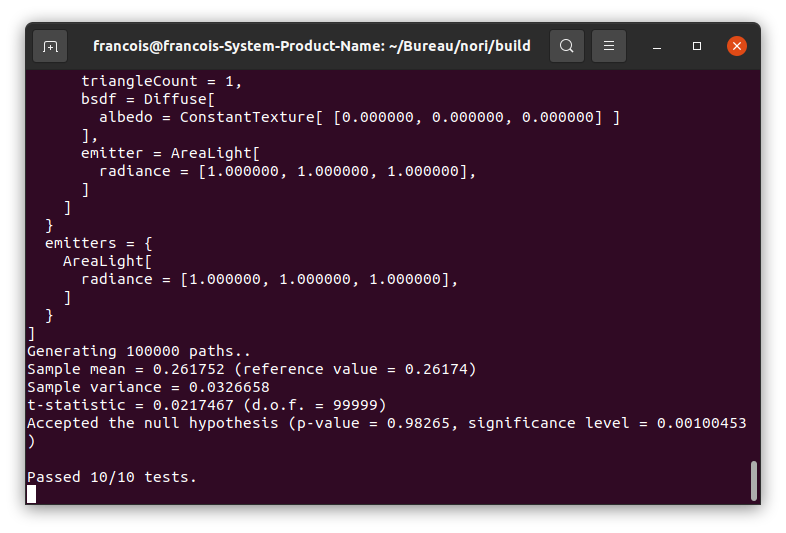 francois@francois-System-Product-Name: ~/Bureau/nori/build
      triangleCount = 1,
      bsdf = Diffuse[
        albedo = ConstantTexture[ [0.000000, 0.000000, 0.000000] ]
      ],
      emitter = AreaLight[
        radiance = [1.000000, 1.000000, 1.000000],
      ]
    ]
  }
  emitters = {
    AreaLight[
      radiance = [1.000000, 1.000000, 1.000000],
    ]
  }
]
Generating 100000 paths..
Sample mean = 0.261752 (reference value = 0.26174)
Sample variance = 0.0326658
t-statistic = 0.0217467 (d.o.f. = 99999)
Accepted the null hypothesis (p-value = 0.98265, significance level = 0.00100453
)

Passed 10/10 tests.